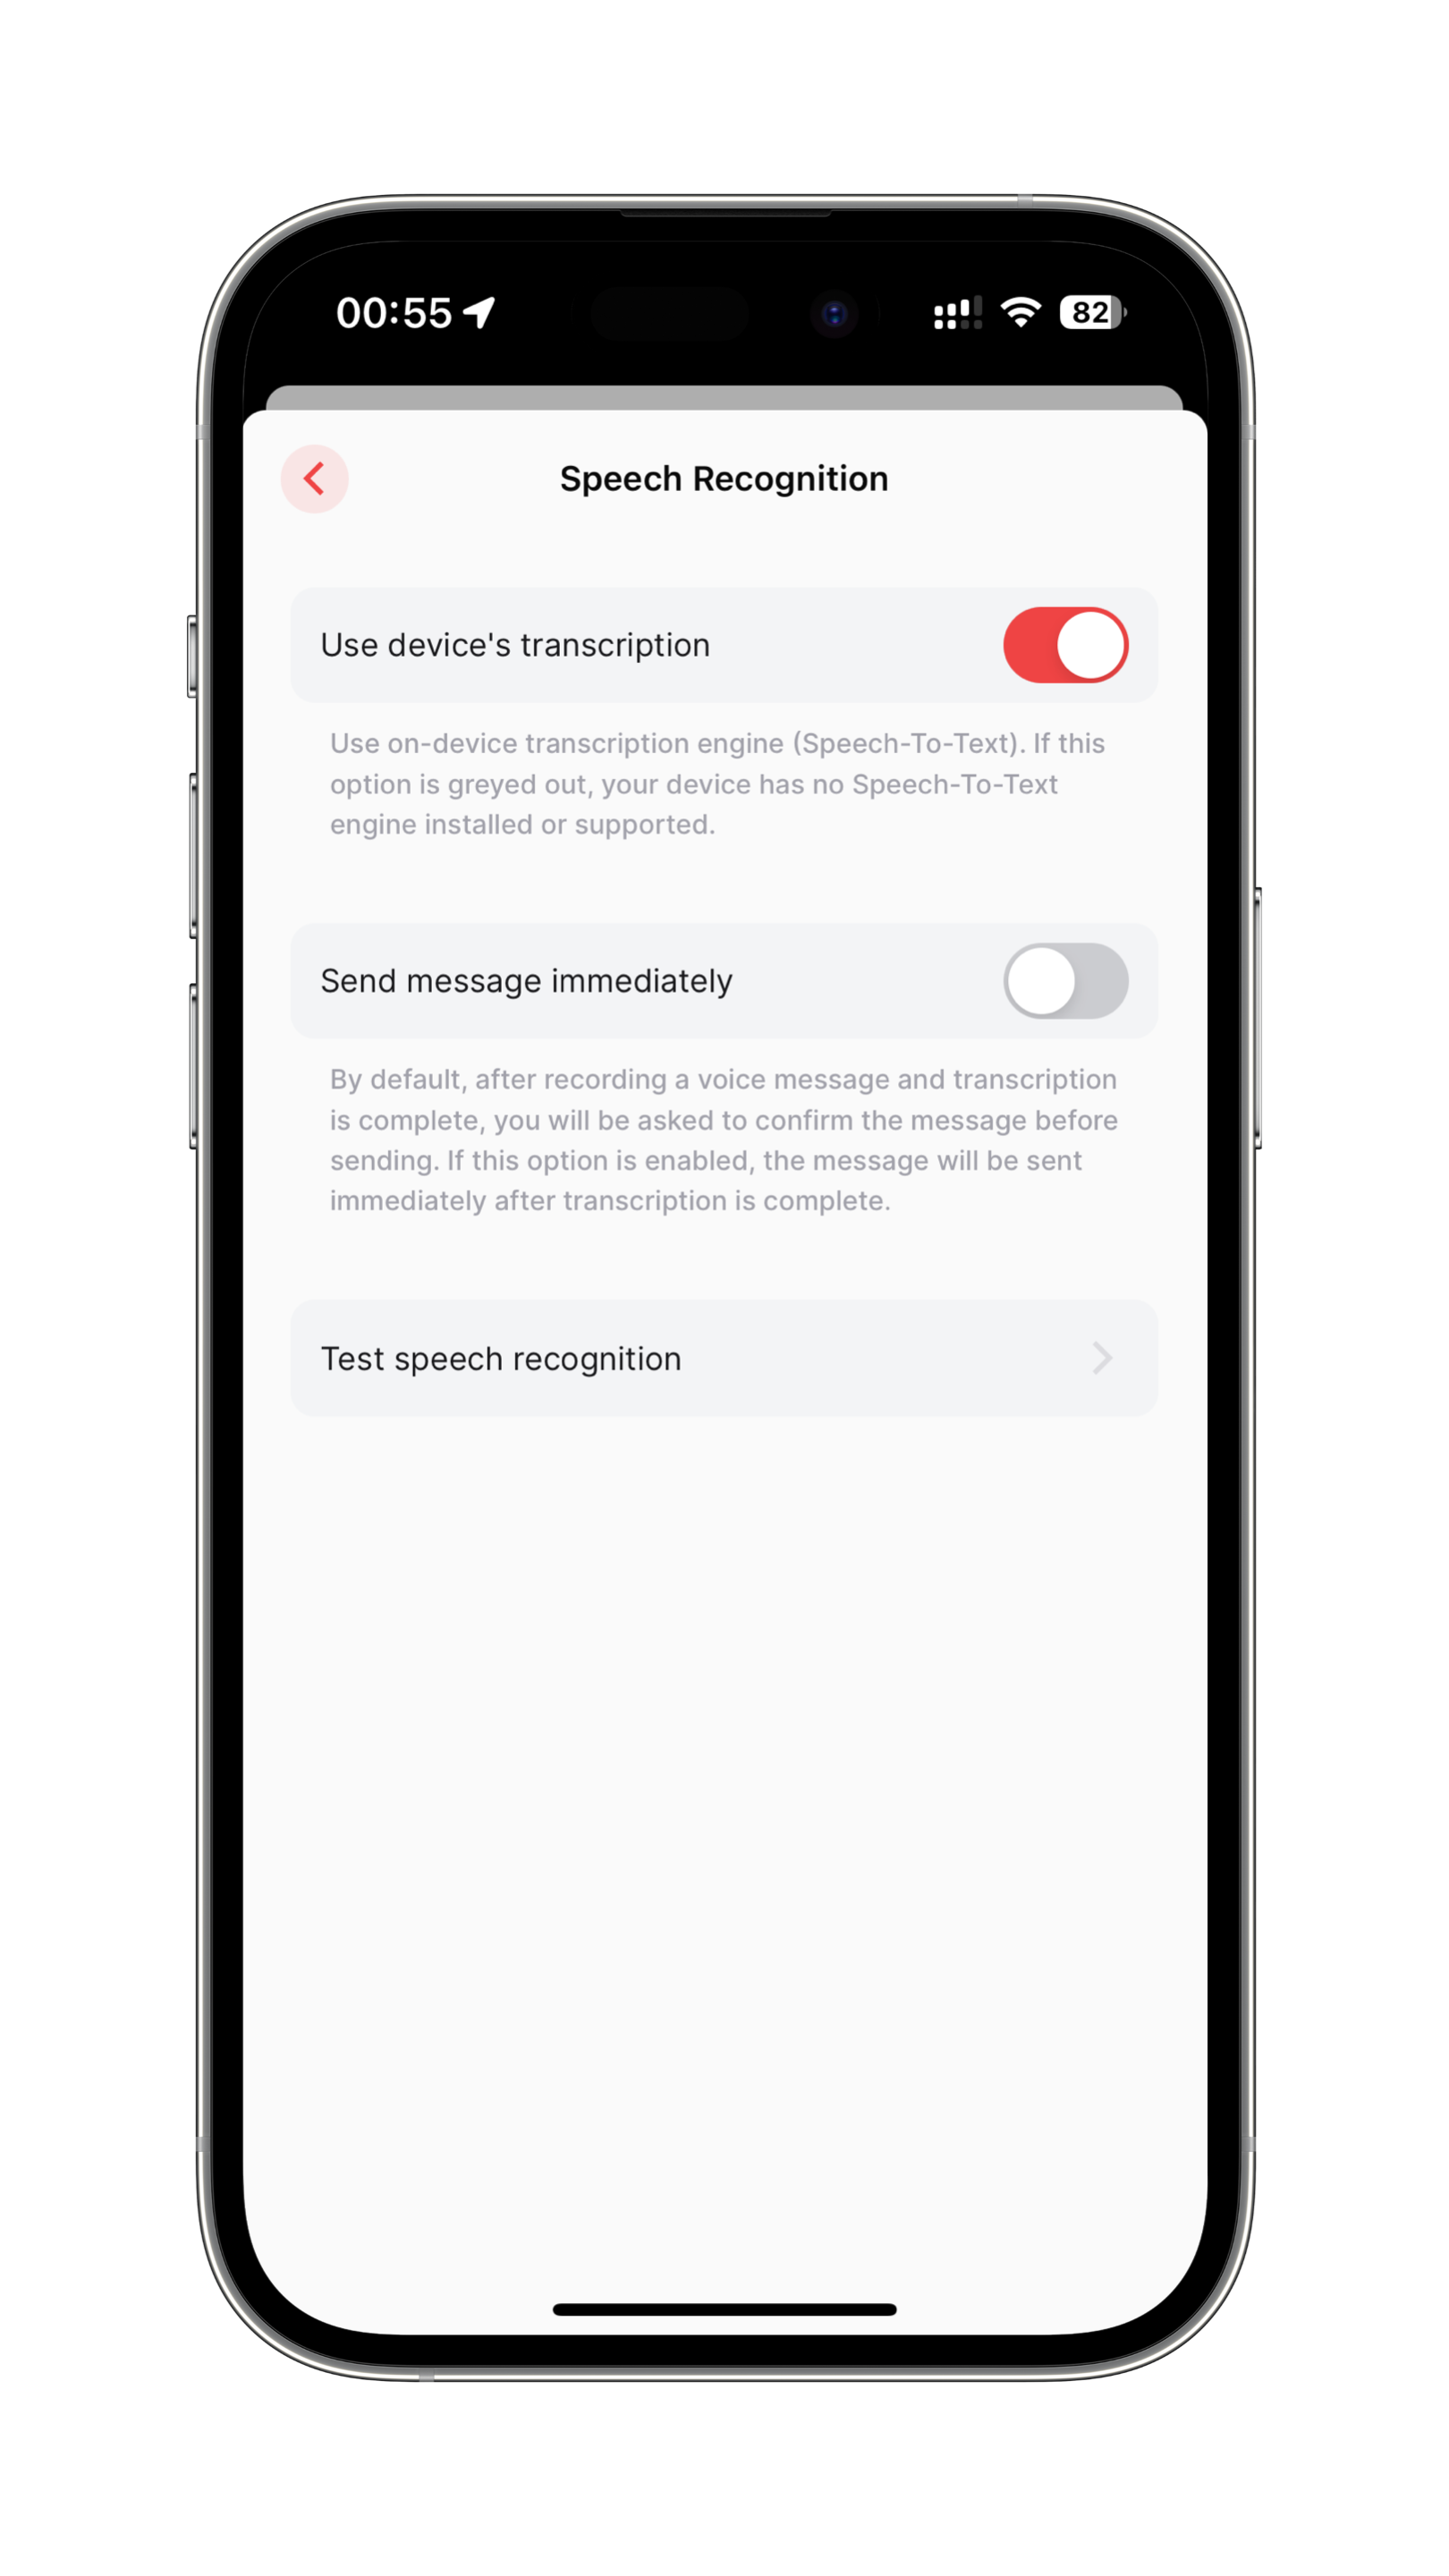 00:55
82
Speech Recognition
Use device's transcription
Use on-device transcription engine (Speech-To-Text). If this
option is greyed out, your device has no Speech-To-Text
engine installed or supported.
Send message immediately
By default, after recording a voice message and transcription
is complete, you will be asked to confirm the message before
sending. If this option is enabled, the message will be sent
immediately after transcription is complete.
Test speech recognition